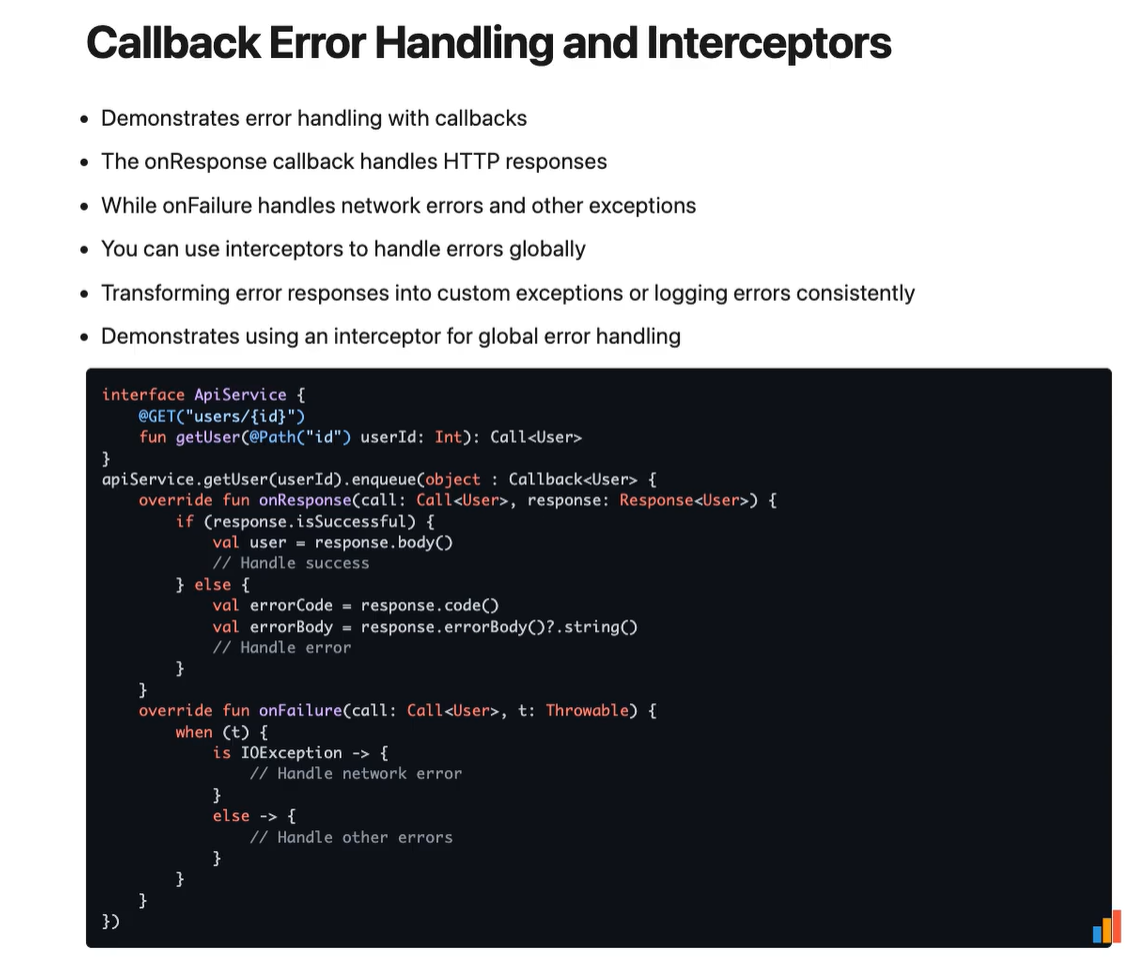 Callback Error Handling and Interceptors
• Demonstrates error handling with callbacks
• The onResponse callback handles HTTP responses
• While onFailure handles network errors and other exceptions
• You can use interceptors to handle errors globally
• Transforming error responses into custom exceptions or logging errors consistently
• Demonstrates using an interceptor for global error handling
interface ApiService {
    @GET("users/{id}")
    fun getUser(@Path("id") userId: Int): Call<User>
}
apiService.getUser(userId).enqueue(object : Callback<User> {
    override fun onResponse(call: Call<User>, response: Response<User>) {
        if (response.isSuccessful) {
            val user = response.body()
            // Handle success
        } else {
            val errorCode = response.code()
            val errorBody = response.errorBody()?.string()
            // Handle error
        }
    }
    override fun onFailure(call: Call<User>, t: Throwable) {
        when (t) {
            is IOException -> {
                // Handle network error
            }
            else -> {
                // Handle other errors
            }
        }
    }
})